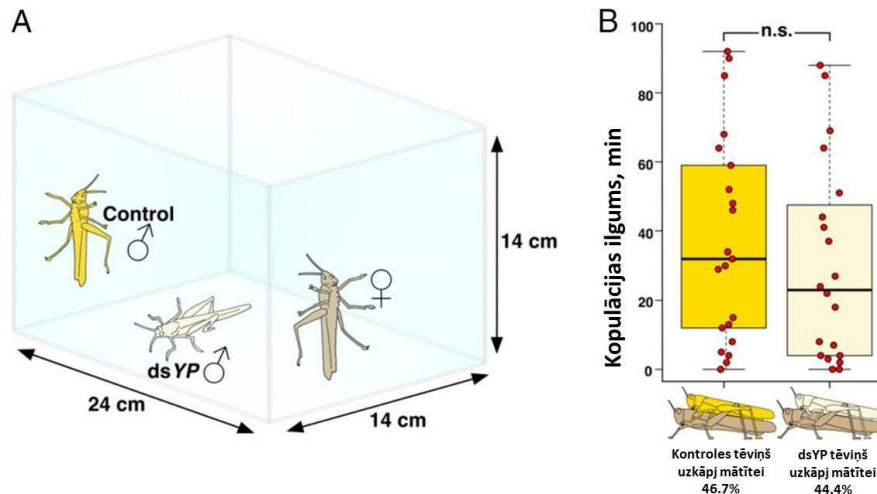 A
Control
♂
dsYP ♂
♀
14 cm
24 cm
14 cm
B
n.s.
Kopulācijas ilgums, min
100
80
60
40
20
0
Kontroles tēviņš
uzkāpj mātītei
46.7%
dsYP tēviņš
uzkāpj mātītei
44.4%